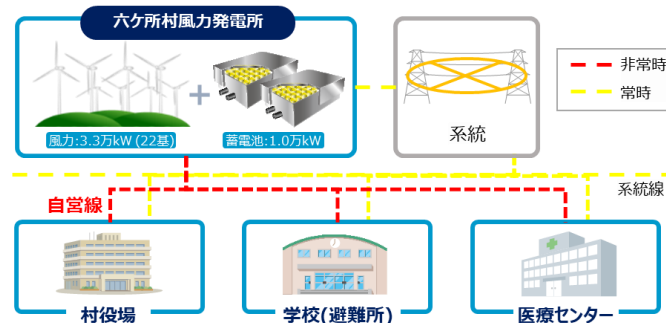 六ケ所村風力発電所
風力:3.3万kW(22基)
+
蓄電池:1.0万kW
系統
非常時
常時
系統線
自営線
村役場
学校(避難所)
医療センター